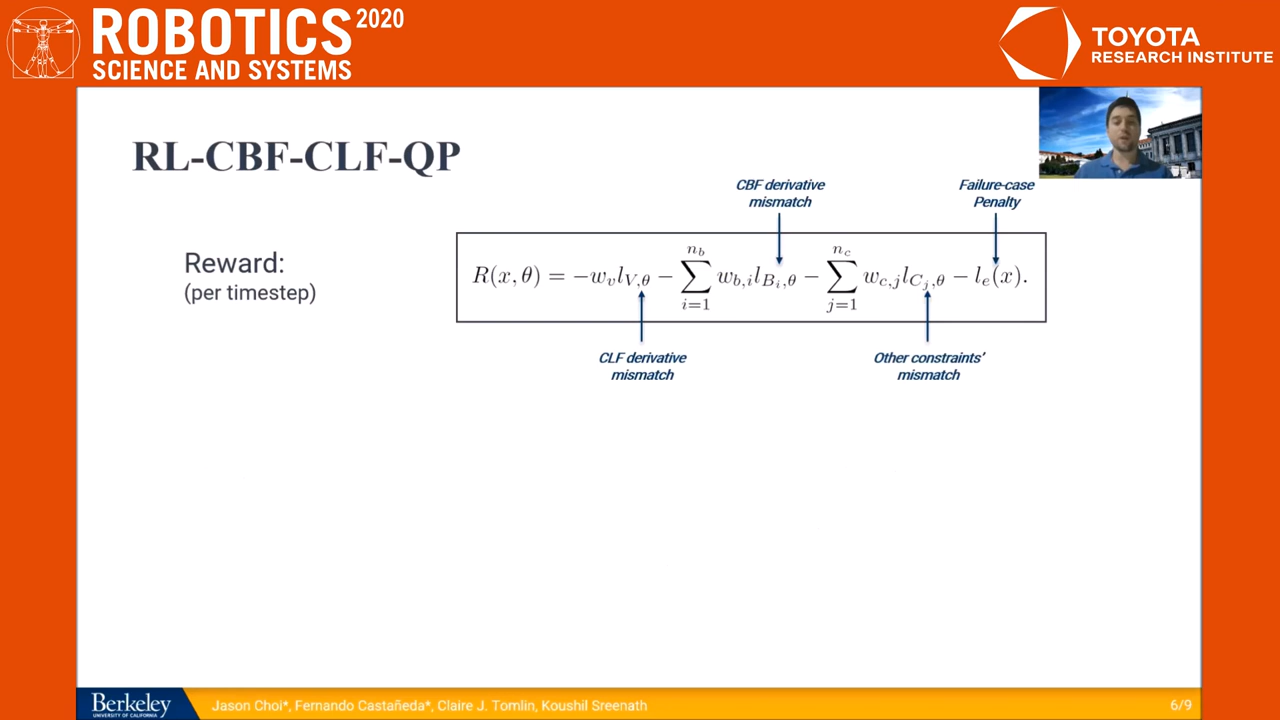 ROBOTICS 2020
SCIENCE AND SYSTEMS
TOYOTA
RESEARCH INSTITUTE
RL-CBF-CLF-QP
CBF derivative
mismatch
Failure-case
Penalty
Reward:
(per timestep)
R(x, θ) = −w_v l_{V,θ} − ∑_{i=1}^{n_b} w_{b,i} l_{B_i,θ} − ∑_{j=1}^{n_c} w_{c,j} l_{C_j,θ} − l_e(x).
CLF derivative
mismatch
Other constraints'
mismatch
Berkeley
UNIVERSITY OF CALIFORNIA
Jason Choi*, Fernando Castañeda*, Claire J. Tomlin, Koushil Sreenath
6/9